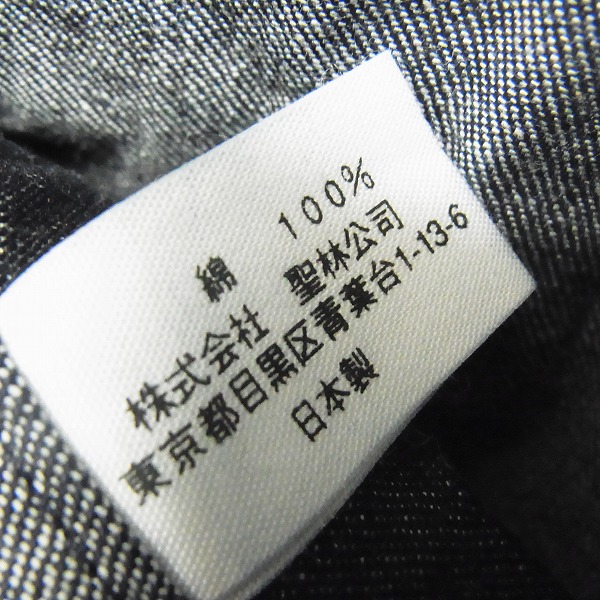 綿 100%
株式会社 聖林公司
東京都目黒区青葉台1-13-6
日本製